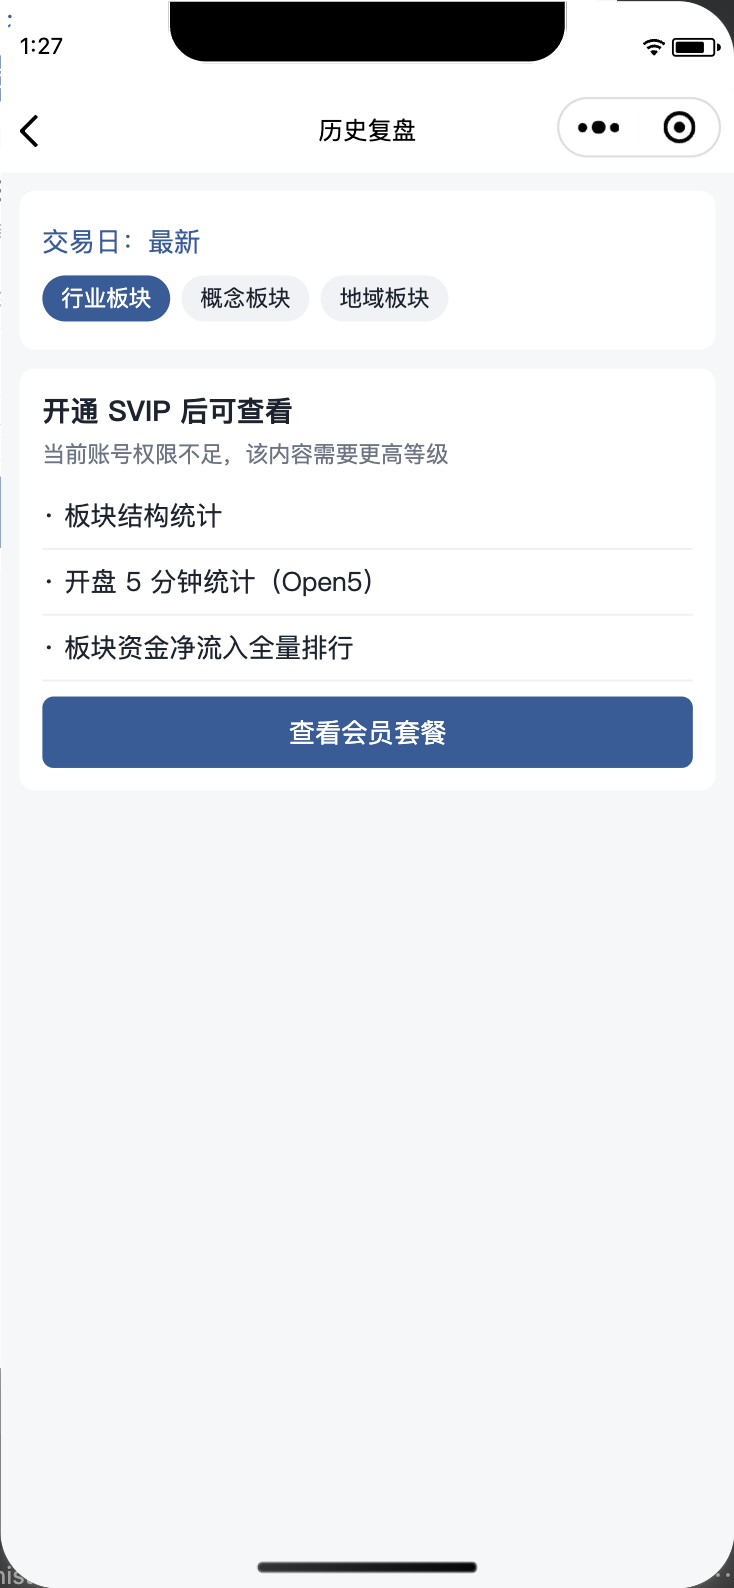 1:27
历史复盘
交易日：最新
行业板块 概念板块 地域板块
开通 SVIP 后可查看
当前账号权限不足，该内容需要更高等级
· 板块结构统计
· 开盘 5 分钟统计（Open5）
· 板块资金净流入全量排行
查看会员套餐